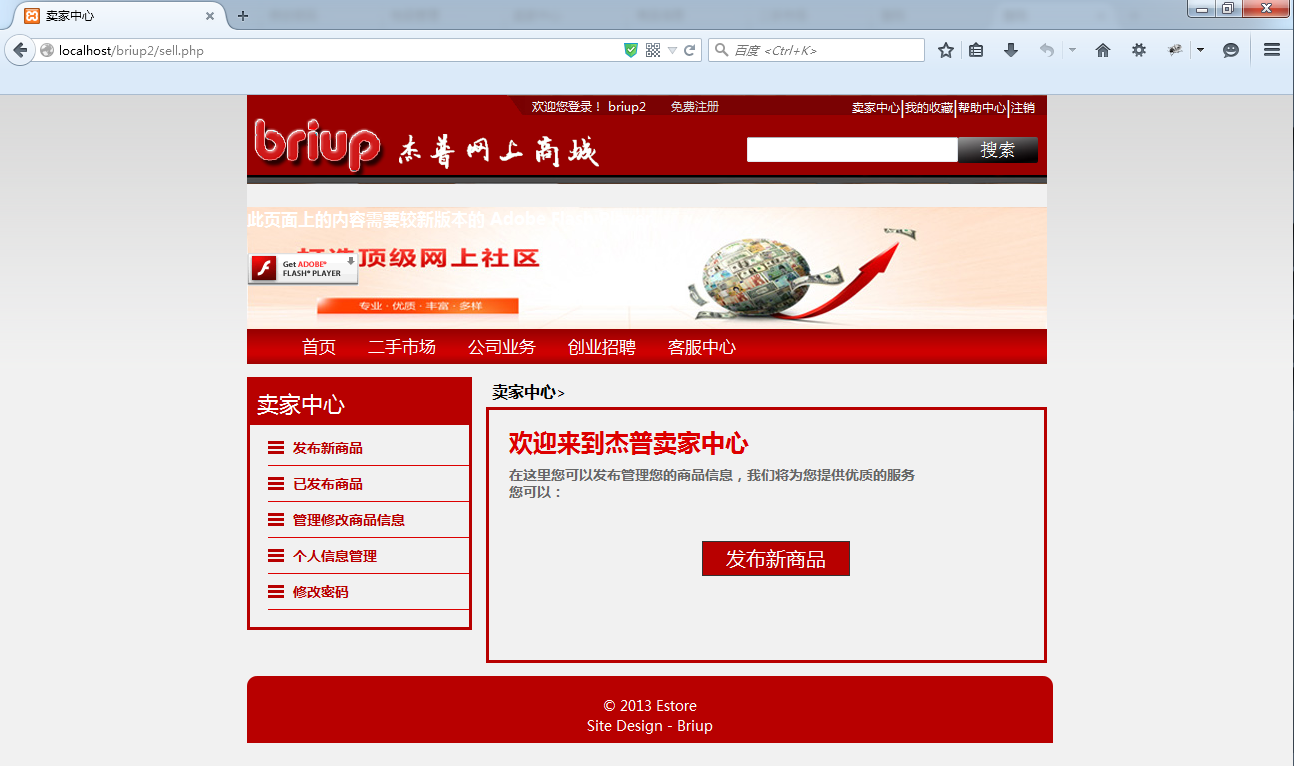 卖家中心
localhost/briup2/sell.php
百度 <Ctrl+K>
欢迎您登录！ briup2 免费注册
卖家中心|我的收藏|帮助中心|注销
briup 杰普网上商城
搜索
此页面上的内容需要较新版本的 Adobe Flash
打造顶级网上社区
Get ADOBE®
FLASH® PLAYER
专业 · 优质 · 丰富 · 多样
首页 二手市场 公司业务 创业招聘 客服中心
卖家中心
发布新商品
已发布商品
管理修改商品信息
个人信息管理
修改密码
卖家中心>
欢迎来到杰普卖家中心
在这里您可以发布管理您的商品信息，我们将为您提供优质的服务
您可以：
发布新商品
© 2013 Estore
Site Design - Briup